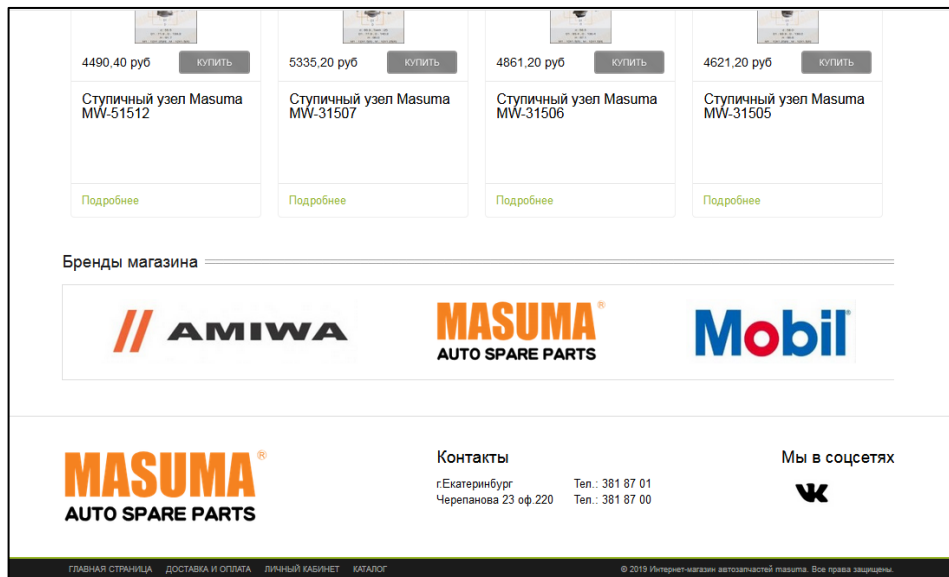 4490,40 руб КУПИТЬ 5335,20 руб КУПИТЬ 4861,20 руб КУПИТЬ 4621,20 руб КУПИТЬ
Ступичный узел Masuma Ступичный узел Masuma Ступичный узел Masuma Ступичный узел Masuma
MW-51512 MW-31507 MW-31506 MW-31505
Подробнее Подробнее Подробнее Подробнее
Бренды магазина
AMIWA MASUMA® Mobil
AUTO SPARE PARTS
MASUMA® Контакты Мы в соцсетях
г.Екатеринбург Тел.: 381 87 01
Черепанова 23 оф.220 Тел.: 381 87 00
AUTO SPARE PARTS
ГЛАВНАЯ СТРАНИЦА ДОСТАВКА И ОПЛАТА ЛИЧНЫЙ КАБИНЕТ КАТАЛОГ © 2019 Интернет-магазин автозапчастей masuma. Все права защищены.